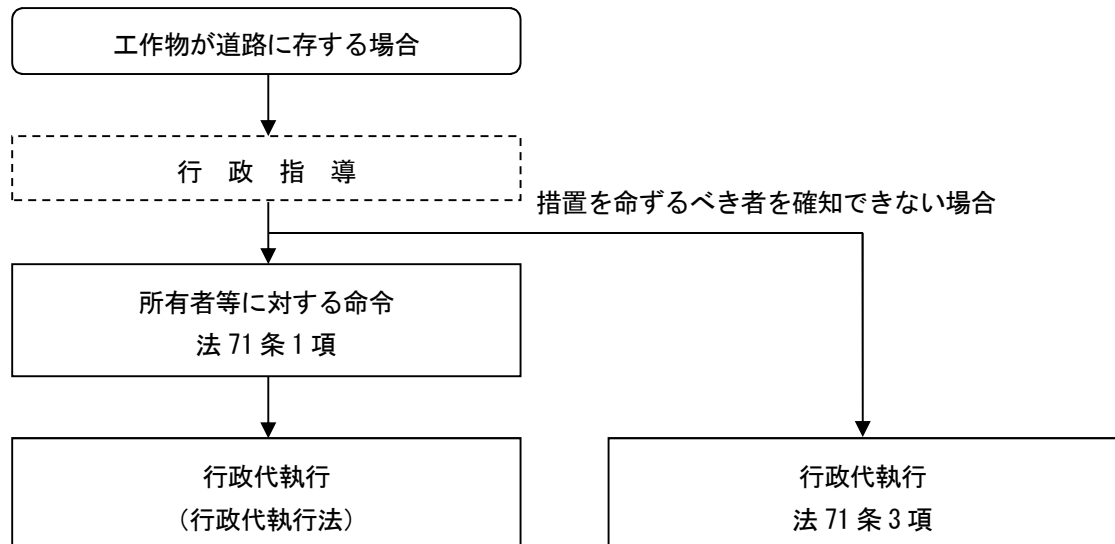 工作物が道路に存する場合
行　政　指　導
措置を命ずるべき者を確知できない場合
所有者等に対する命令
法 71 条 1 項
行政代執行
（行政代執行法）
行政代執行
法 71 条 3 項